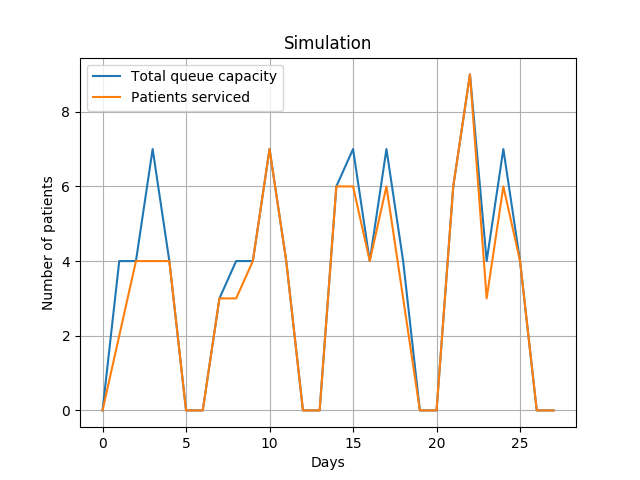 Simulation
Total queue capacity
Patients serviced
Number of patients
8
6
4
2
0
0 5 10 15 20 25
Days